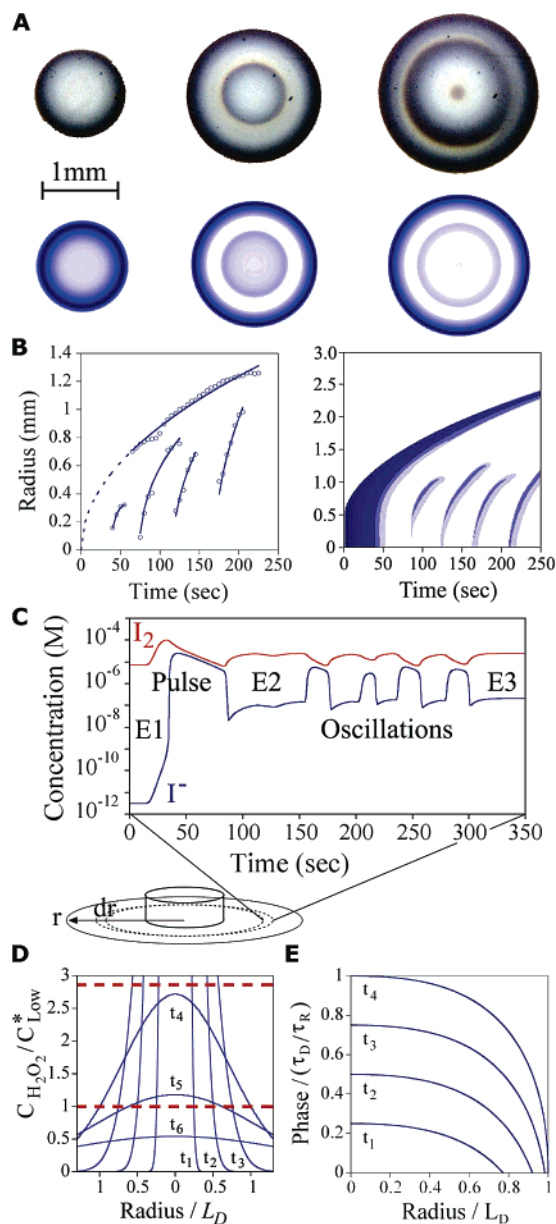 A
1mm
B
Radius (mm)
1.4
1.2
1
0.8
0.6
0.4
0.2
0
0 50 100 150 200 250
Time (sec)
3.0
2.5
2.0
1.5
1.0
0.5
0
0 50 100 150 200 250
Time (sec)
C
Concentration (M)
10⁻⁴
10⁻⁶
10⁻⁸
10⁻¹⁰
10⁻¹²
I₂
Pulse
E1
E2
E3
Oscillations
I⁻
0 50 100 150 200 250 300 350
Time (sec)
r
dr
D
C H₂O₂ / C*Low
3
2.5
2
1.5
1
0.5
0
t₄
t₅
t₆
t₁ t₂ t₃
1 0.5 0 0.5 1
Radius / L_D
E
Phase / (τ_D/τ_R)
1
0.8
0.6
0.4
0.2
0
t₄
t₃
t₂
t₁
0 0.2 0.4 0.6 0.8 1
Radius / L_D